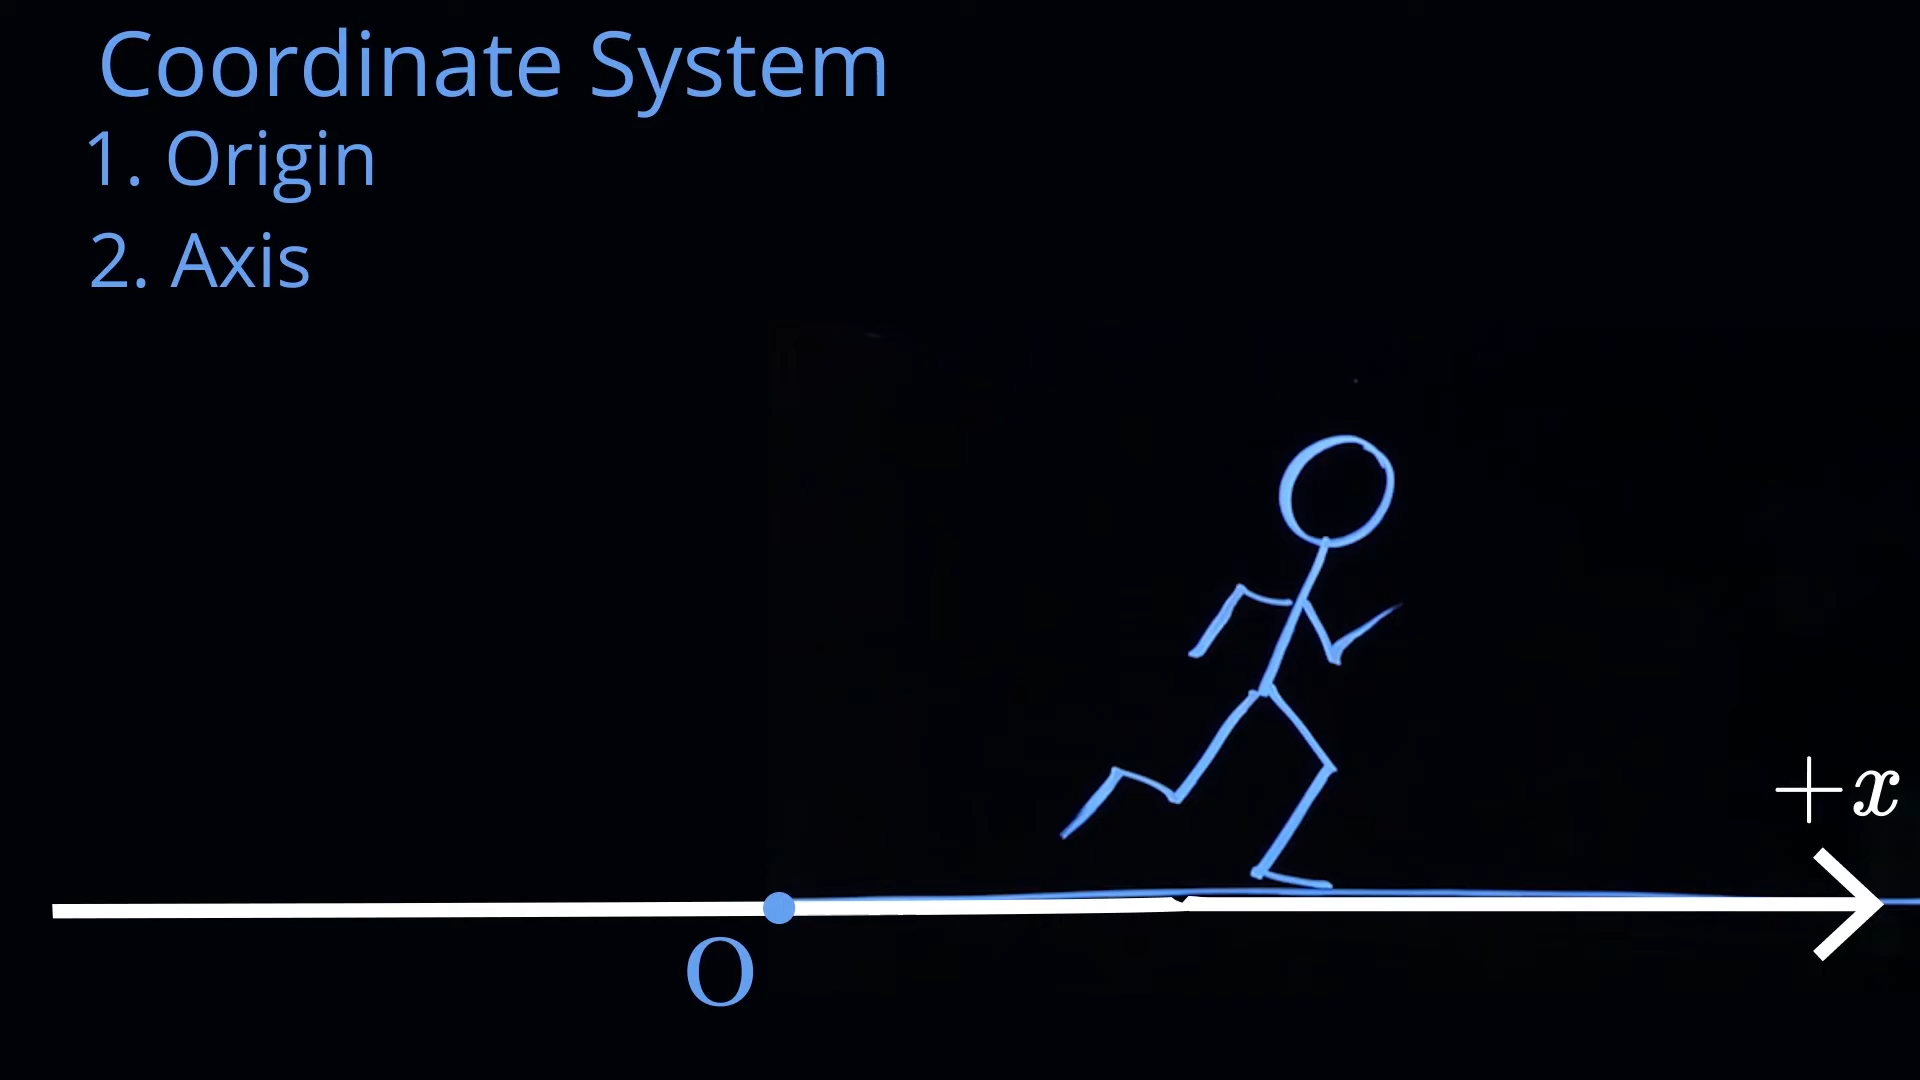 Coordinate System
1. Origin
2. Axis
+x
O